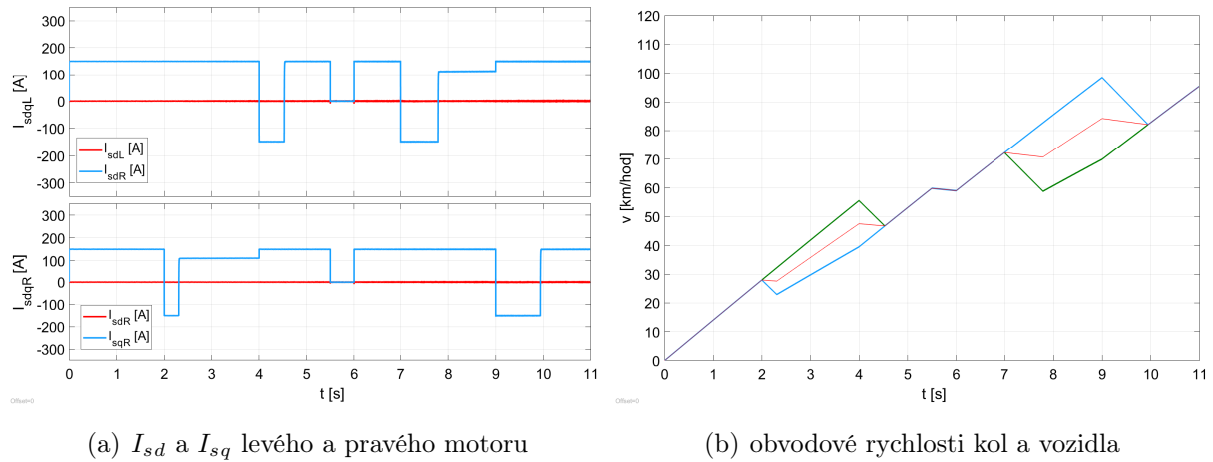 300
200
100
0
-100
-200
-300
I_sdqL [A]
I_sdL [A]
I_sdR [A]
300
200
100
0
-100
-200
-300
I_sdqR [A]
I_sdR [A]
I_sqR [A]
0 1 2 3 4 5 6 7 8 9 10 11
t [s]
Offset=0
120
110
100
90
80
70
60
50
40
30
20
10
0
v [km/hod]
0 1 2 3 4 5 6 7 8 9 10 11
t [s]
Offset=0
(a) I_sd a I_sq levého a pravého motoru
(b) obvodové rychlosti kol a vozidla